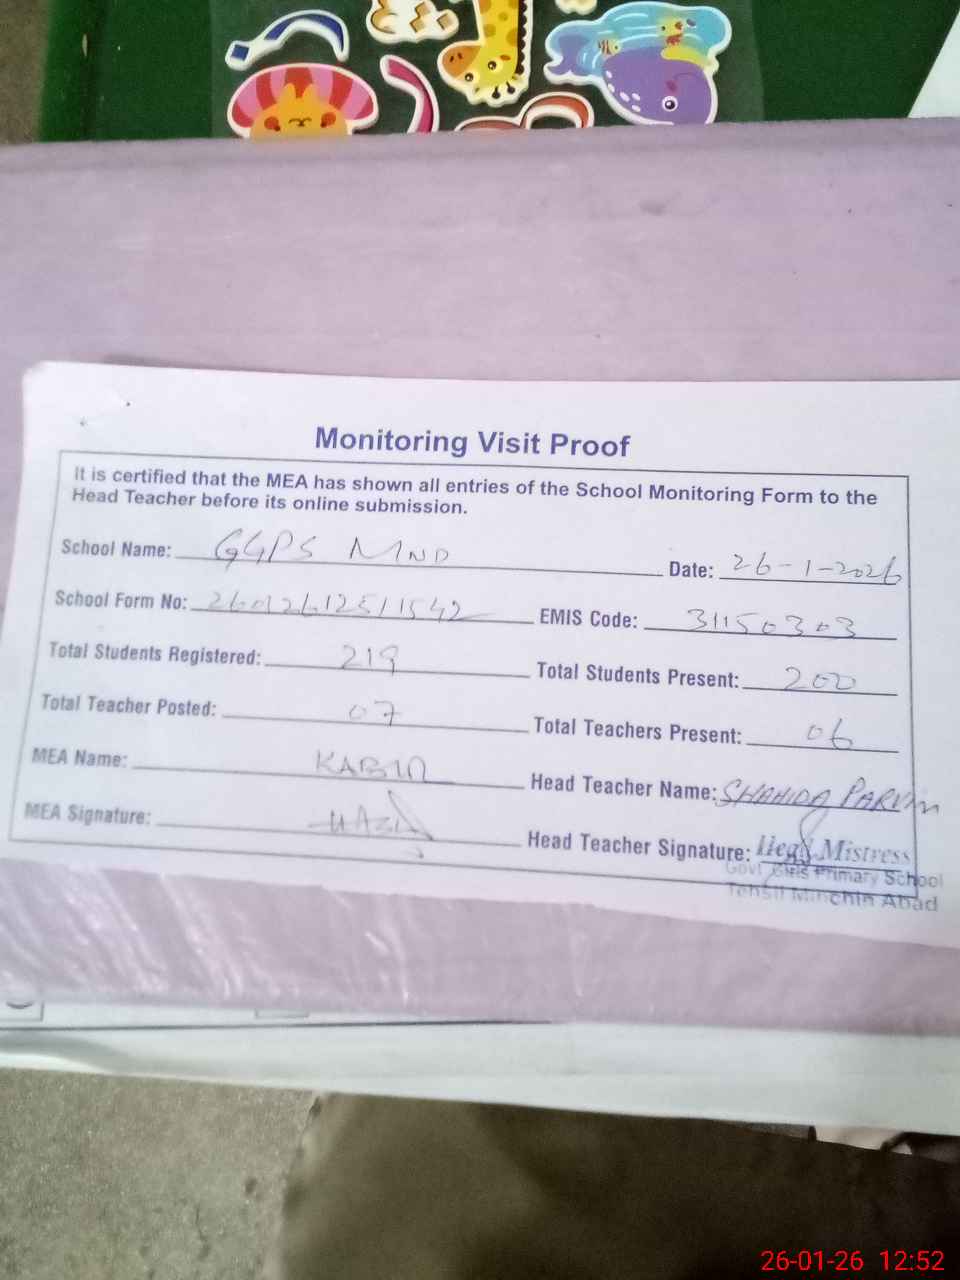 Monitoring Visit Proof
It is certified that the MEA has shown all entries of the School Monitoring Form to the
Head Teacher before its online submission.
School Name: GGPS MND Date: 26-1-2026
School Form No: EMIS Code: 31150303
Total Students Registered: 219 Total Students Present: 200
Total Teacher Posted: 07 Total Teachers Present: 06
MEA Name: KABIR Head Teacher Name: SHAHIDA PARVIN
MEA Signature: Head Teacher Signature: Head Mistress
Govt. Girls Primary School
Tehsil Minchin Abad
26-01-26 12:52